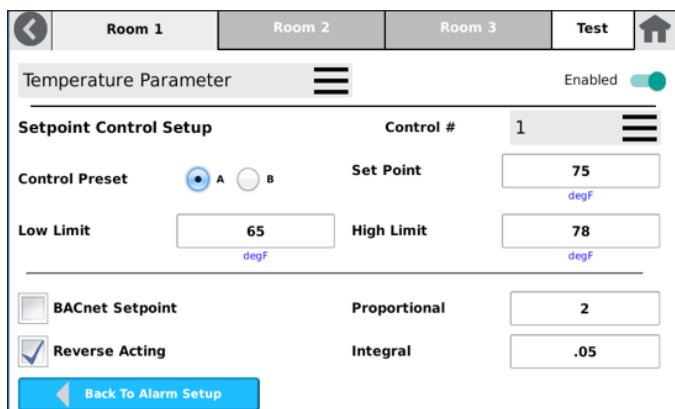 Room 1 Room 2 Room 3 Test
Temperature Parameter Enabled
Setpoint Control Setup Control # 1
Control Preset A B Set Point 75
degF
Low Limit 65 High Limit 78
degF degF
BACnet Setpoint Proportional 2
Reverse Acting Integral .05
Back To Alarm Setup